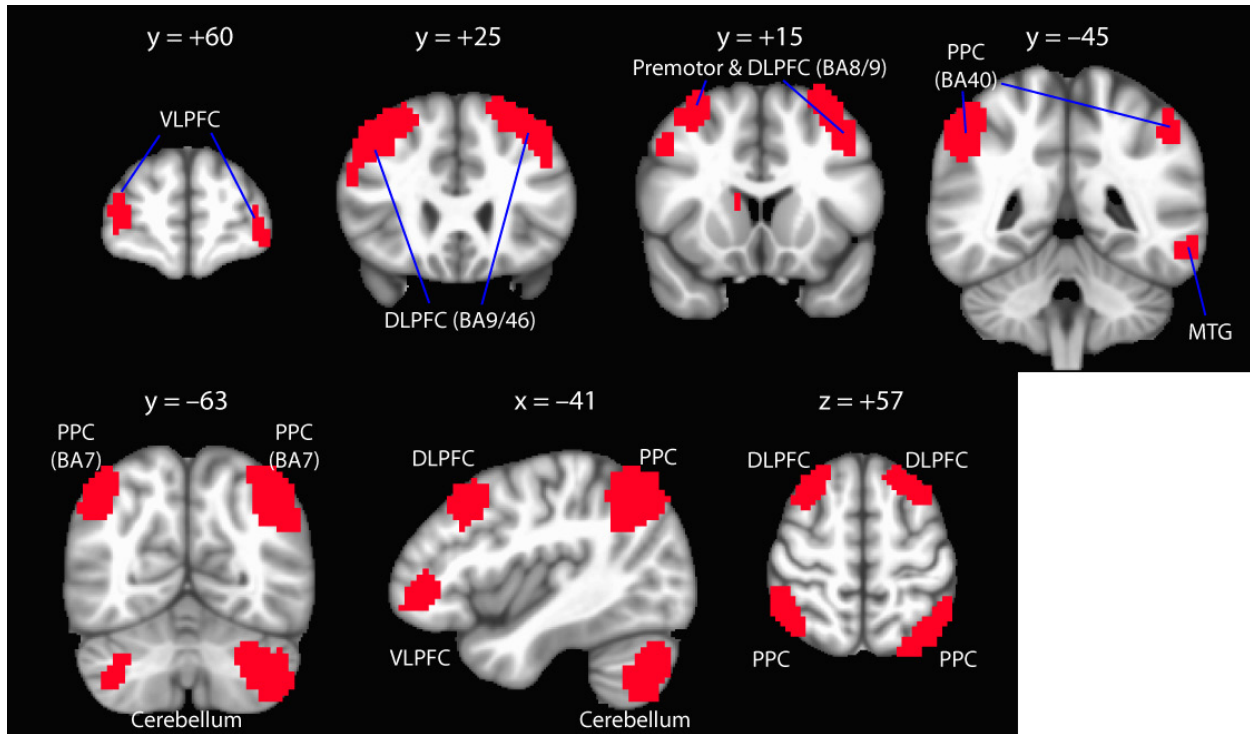 y = +60
y = +25
y = +15
y = –45
VLPFC
Premotor & DLPFC (BA8/9)
PPC
(BA40)
DLPFC (BA9/46)
MTG
y = –63
x = –41
z = +57
PPC
(BA7)
PPC
(BA7)
DLPFC
PPC
DLPFC
DLPFC
VLPFC
PPC
PPC
Cerebellum
Cerebellum